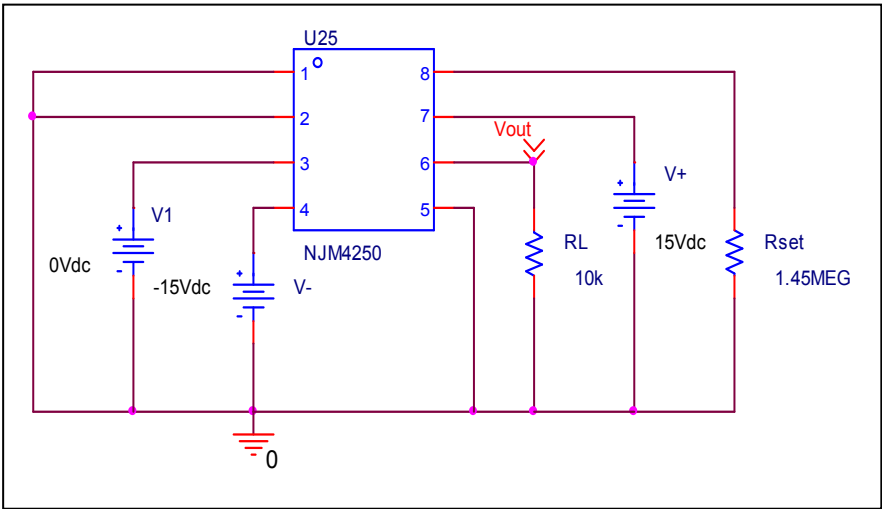 U25
1
8
2
7
Vout
3
6
V+
V1
4
5
0Vdc
NJM4250
RL
15Vdc
Rset
-15Vdc
V-
10k
1.45MEG
0